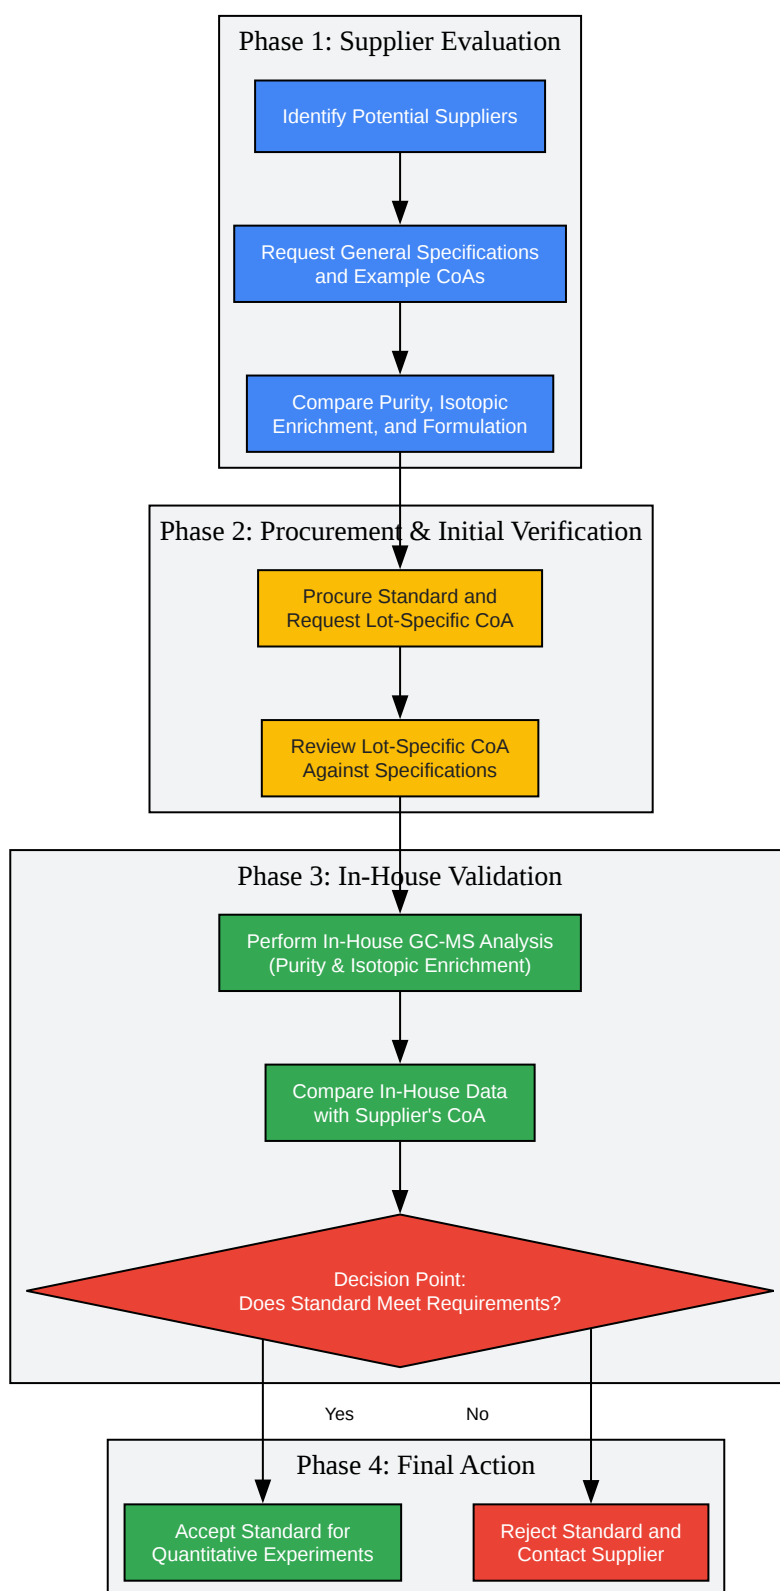 Phase 1: Supplier Evaluation
Identify Potential Suppliers
Request General Specifications
and Example CoAs
Compare Purity, Isotopic
Enrichment, and Formulation
Phase 2: Procurement & Initial Verification
Procure Standard and
Request Lot-Specific CoA
Review Lot-Specific CoA
Against Specifications
Phase 3: In-House Validation
Perform In-House GC-MS Analysis
(Purity & Isotopic Enrichment)
Compare In-House Data
with Supplier's CoA
Decision Point:
Does Standard Meet Requirements?
Yes
No
Phase 4: Final Action
Accept Standard for
Quantitative Experiments
Reject Standard and
Contact Supplier